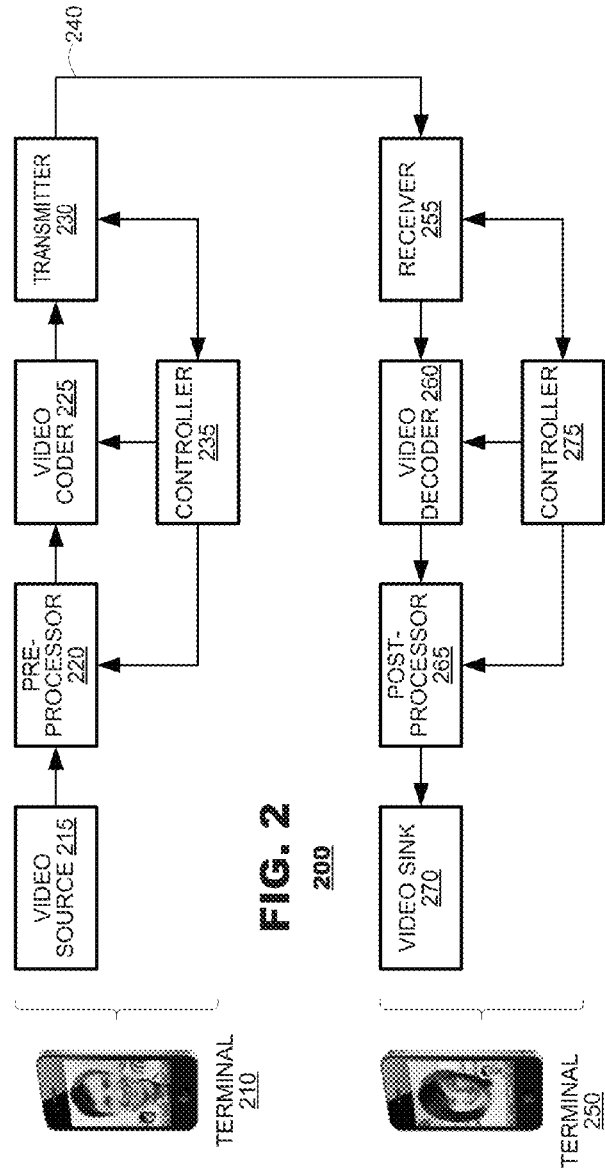 TERMINAL
210
VIDEO
SOURCE 215
PRE-
PROCESSOR
220
VIDEO
CODER 225
TRANSMITTER
230
CONTROLLER
235
240
FIG. 2
200
TERMINAL
250
VIDEO SINK
270
POST-
PROCESSOR
265
VIDEO
DECODER 260
RECEIVER
255
CONTROLLER
275